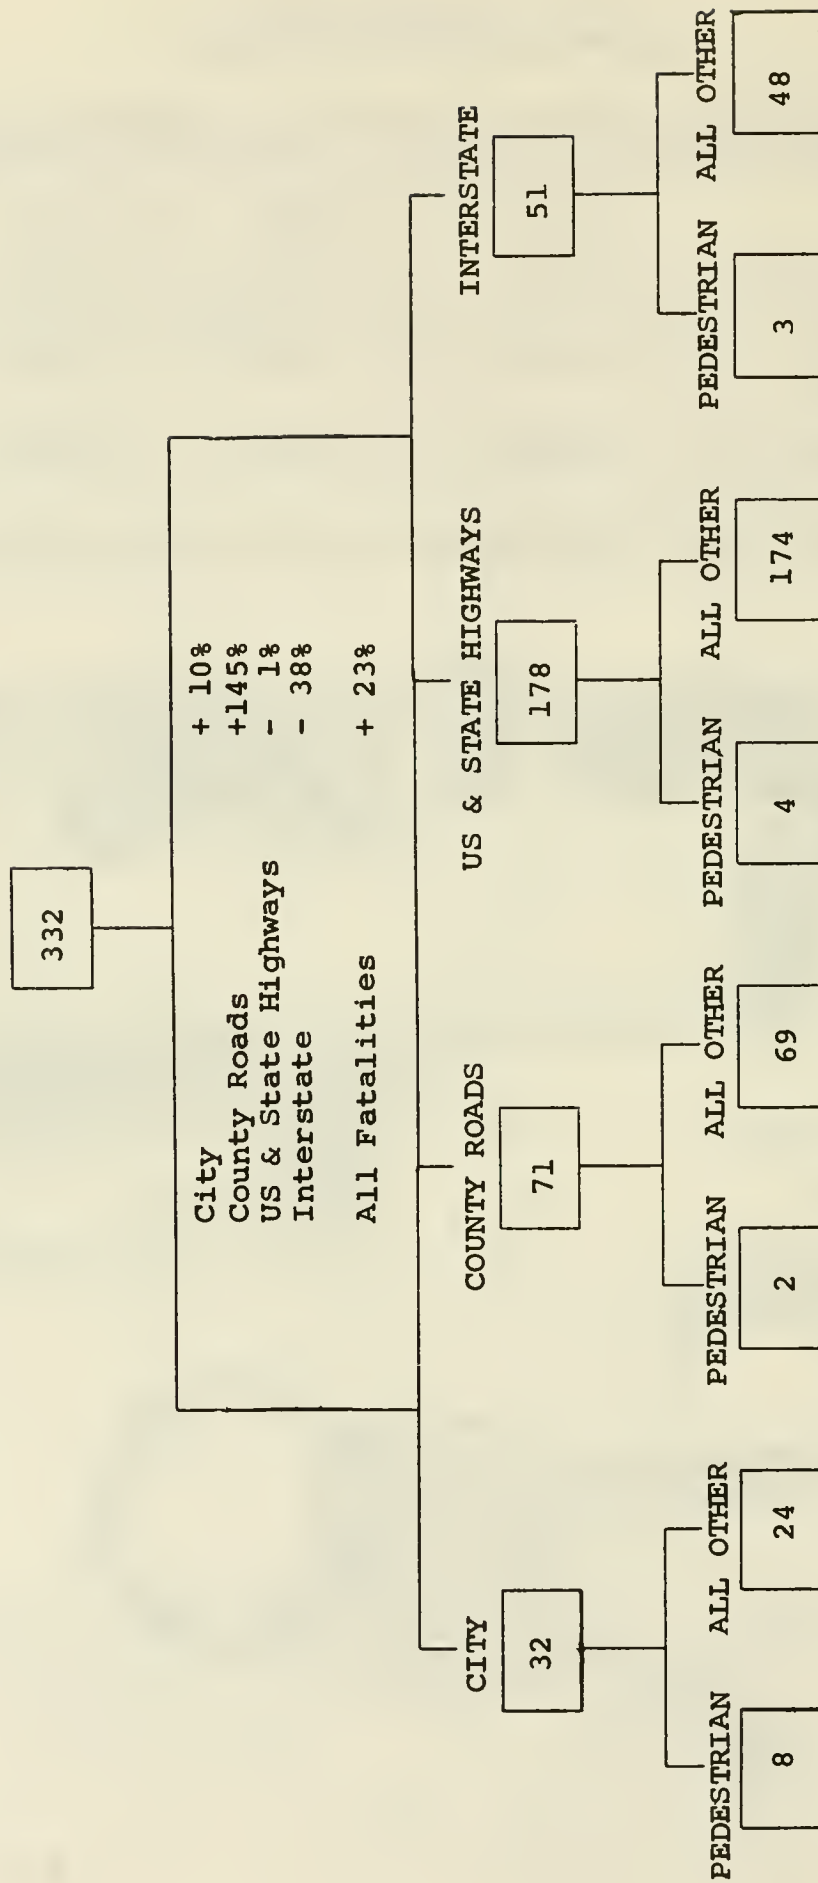 332
City + 10%
County Roads +145%
US & State Highways - 1%
Interstate - 38%
All Fatalities + 23%
CITY COUNTY ROADS US & STATE HIGHWAYS INTERSTATE
32 71 178 51
PEDESTRIAN ALL OTHER PEDESTRIAN ALL OTHER PEDESTRIAN ALL OTHER PEDESTRIAN ALL OTHER
8 24 2 69 4 174 3 48